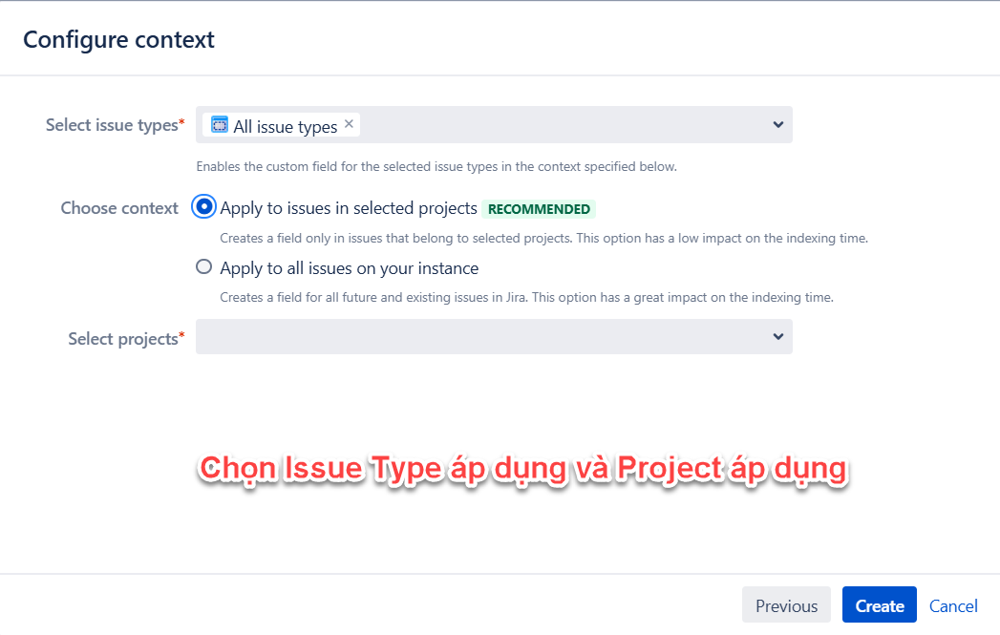 Configure context
Select issue types*
All issue types ×
Enables the custom field for the selected issue types in the context specified below.
Choose context
Apply to issues in selected projects RECOMMENDED
Creates a field only in issues that belong to selected projects. This option has a low impact on the indexing time.
Apply to all issues on your instance
Creates a field for all future and existing issues in Jira. This option has a great impact on the indexing time.
Select projects*
Chọn Issue Type áp dụng và Project áp dụng
Previous Create Cancel